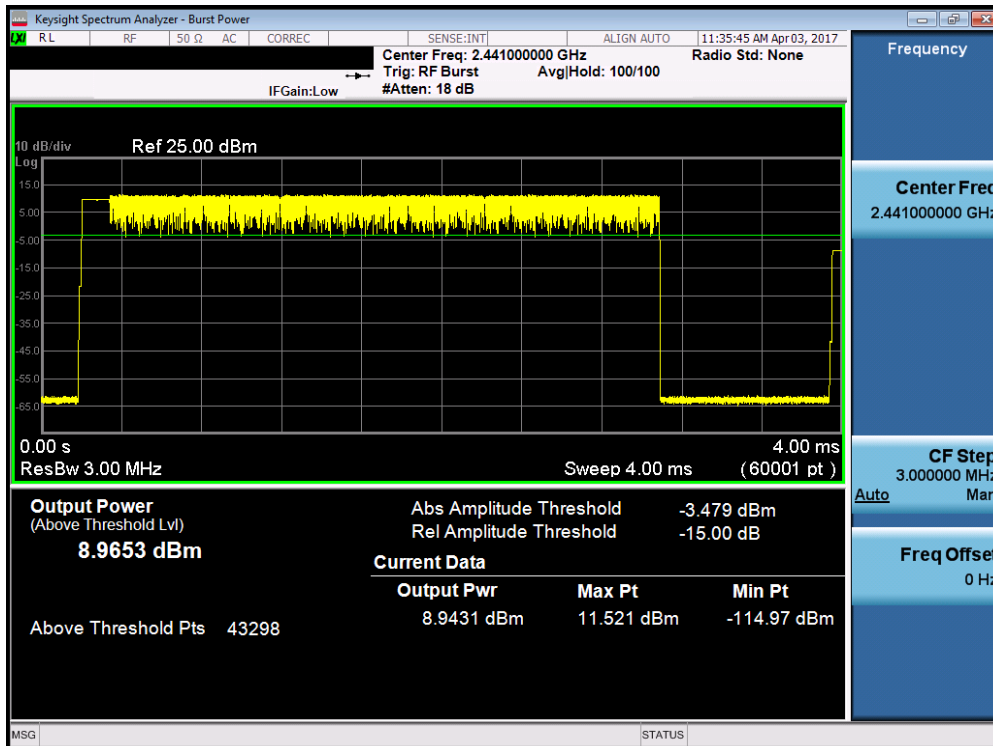 Keysight Spectrum Analyzer - Burst Power
LXI RL RF 50 Ω AC CORREC SENSE:INT ALIGN AUTO 11:35:45 AM Apr 03, 2017
Center Freq: 2.441000000 GHz Radio Std: None
Trig: RF Burst Avg|Hold: 100/100
IFGain:Low #Atten: 18 dB
Frequency
10 dB/div Ref 25.00 dBm
Log
15.0
5.00
-5.00
-15.0
-25.0
-35.0
-45.0
-55.0
-65.0
0.00 s 4.00 ms
ResBw 3.00 MHz Sweep 4.00 ms (60001 pt )
Center Freq
2.441000000 GHz
CF Step
3.000000 MHz
Auto Man
Freq Offset
0 Hz
Output Power
(Above Threshold Lvl)
8.9653 dBm
Above Threshold Pts 43298
Abs Amplitude Threshold -3.479 dBm
Rel Amplitude Threshold -15.00 dB
Current Data
Output Pwr Max Pt Min Pt
8.9431 dBm 11.521 dBm -114.97 dBm
MSG STATUS